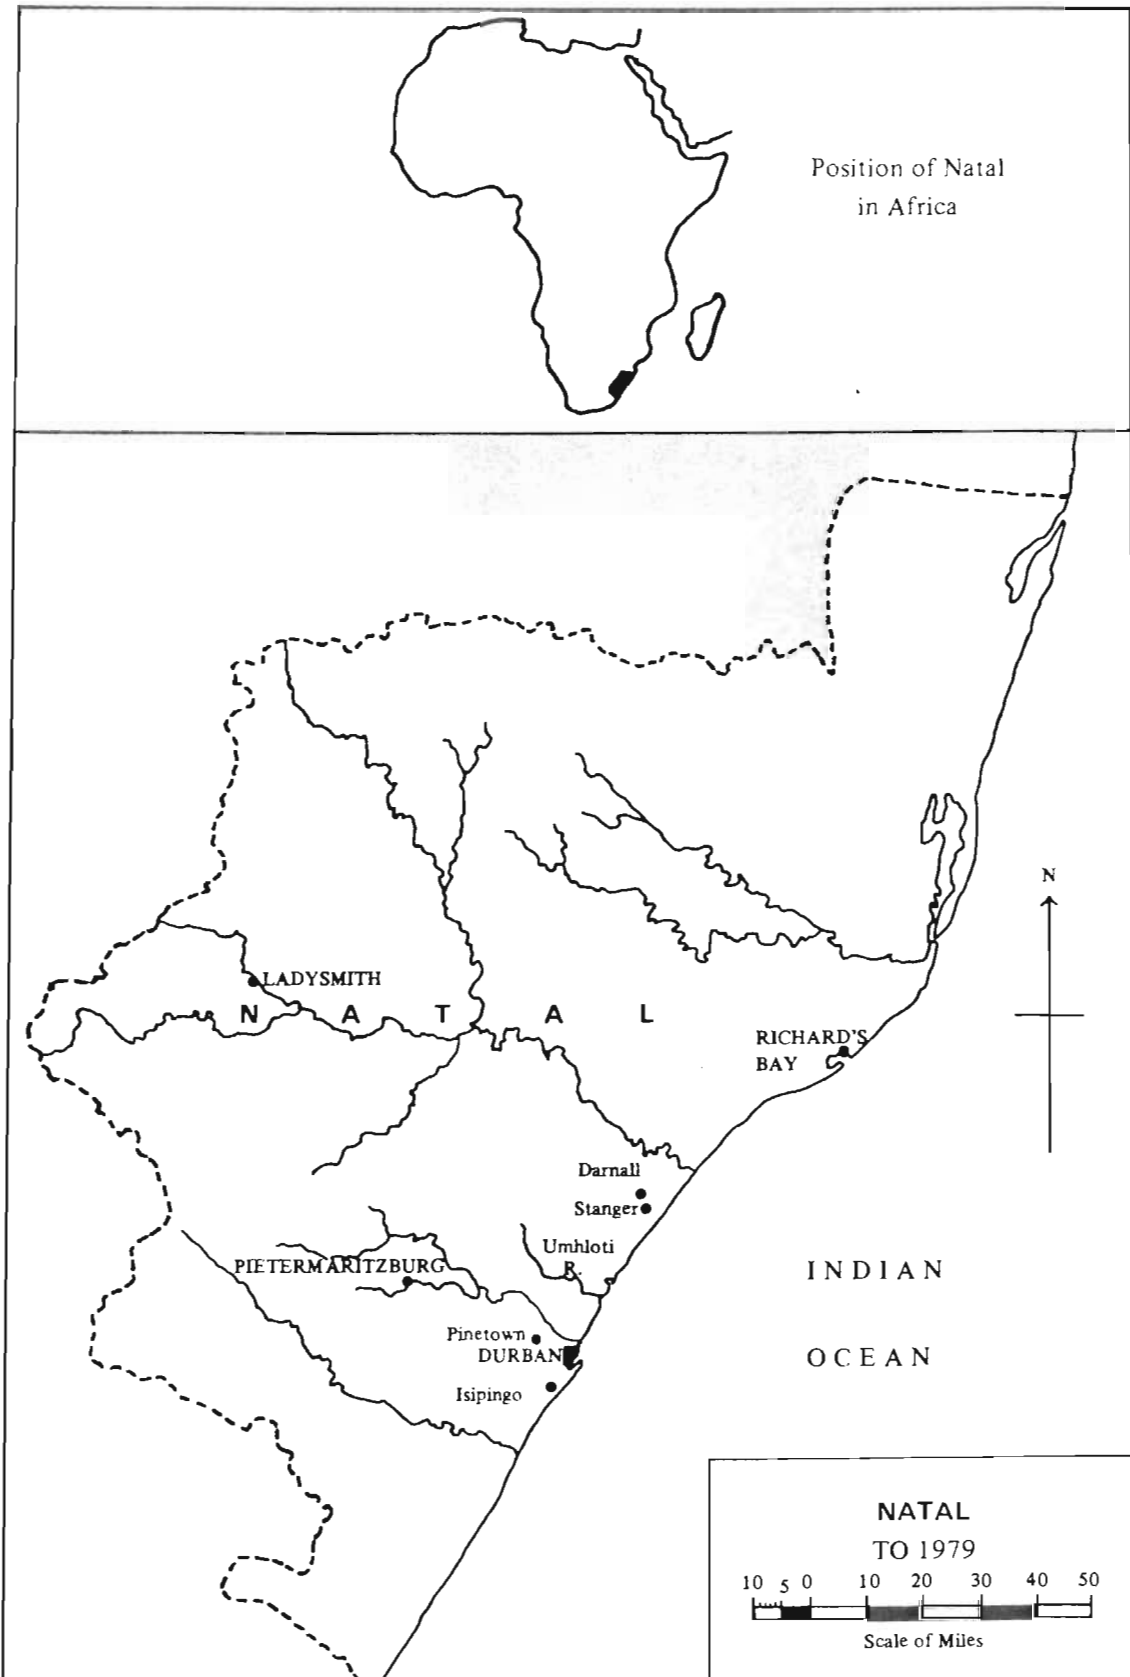 Position of Natal
in Africa
N
LADYSMITH
N A T A L
RICHARD'S
BAY
Darnall
Stanger
Umhloti
R.
PIETERMARITZBURG
INDIAN
Pinetown
DURBAN
OCEAN
Isipingo
NATAL
TO 1979
10 5 0 10 20 30 40 50
Scale of Miles